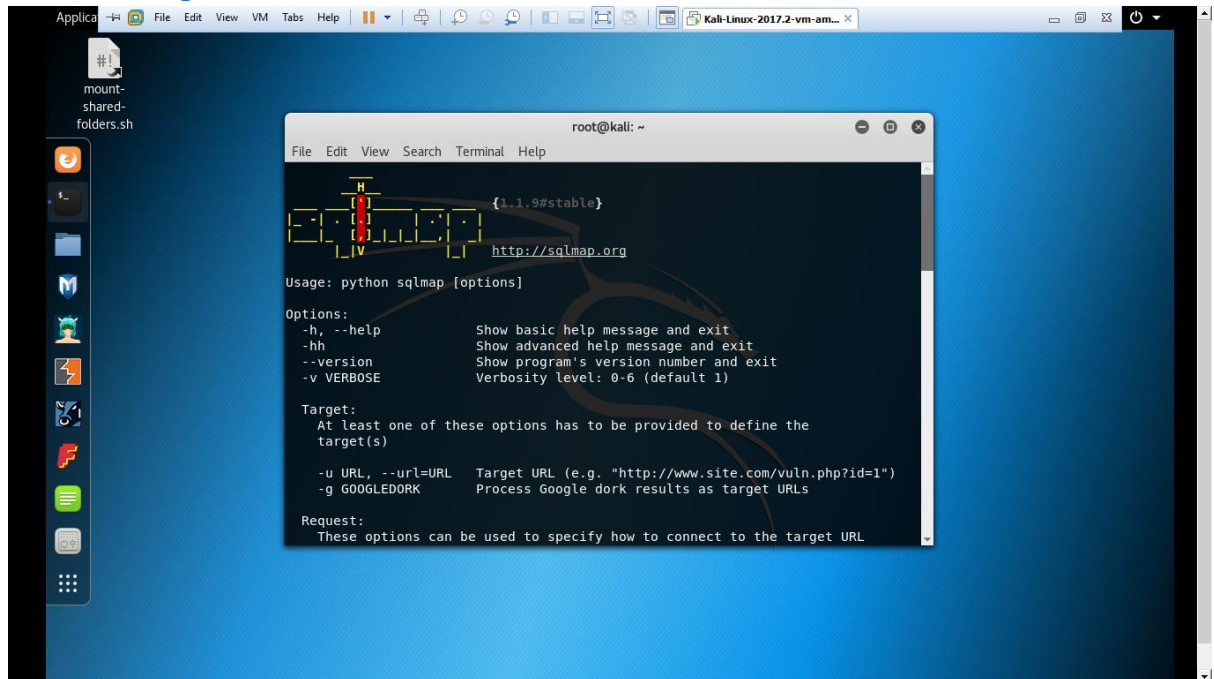 Applica File Edit View VM Tabs Help Kali-Linux-2017.2-vm-am...
#!
mount-
shared-
folders.sh
root@kali: ~
File Edit View Search Terminal Help
$_
H
{1.1.9#stable}
V
http://sqlmap.org
Usage: python sqlmap [options]
Options:
-h, --help Show basic help message and exit
-hh Show advanced help message and exit
--version Show program's version number and exit
-v VERBOSE Verbosity level: 0-6 (default 1)
Target:
At least one of these options has to be provided to define the
target(s)
-u URL, --url=URL Target URL (e.g. "http://www.site.com/vuln.php?id=1")
-g GOOGLEDORK Process Google dork results as target URLs
Request:
These options can be used to specify how to connect to the target URL